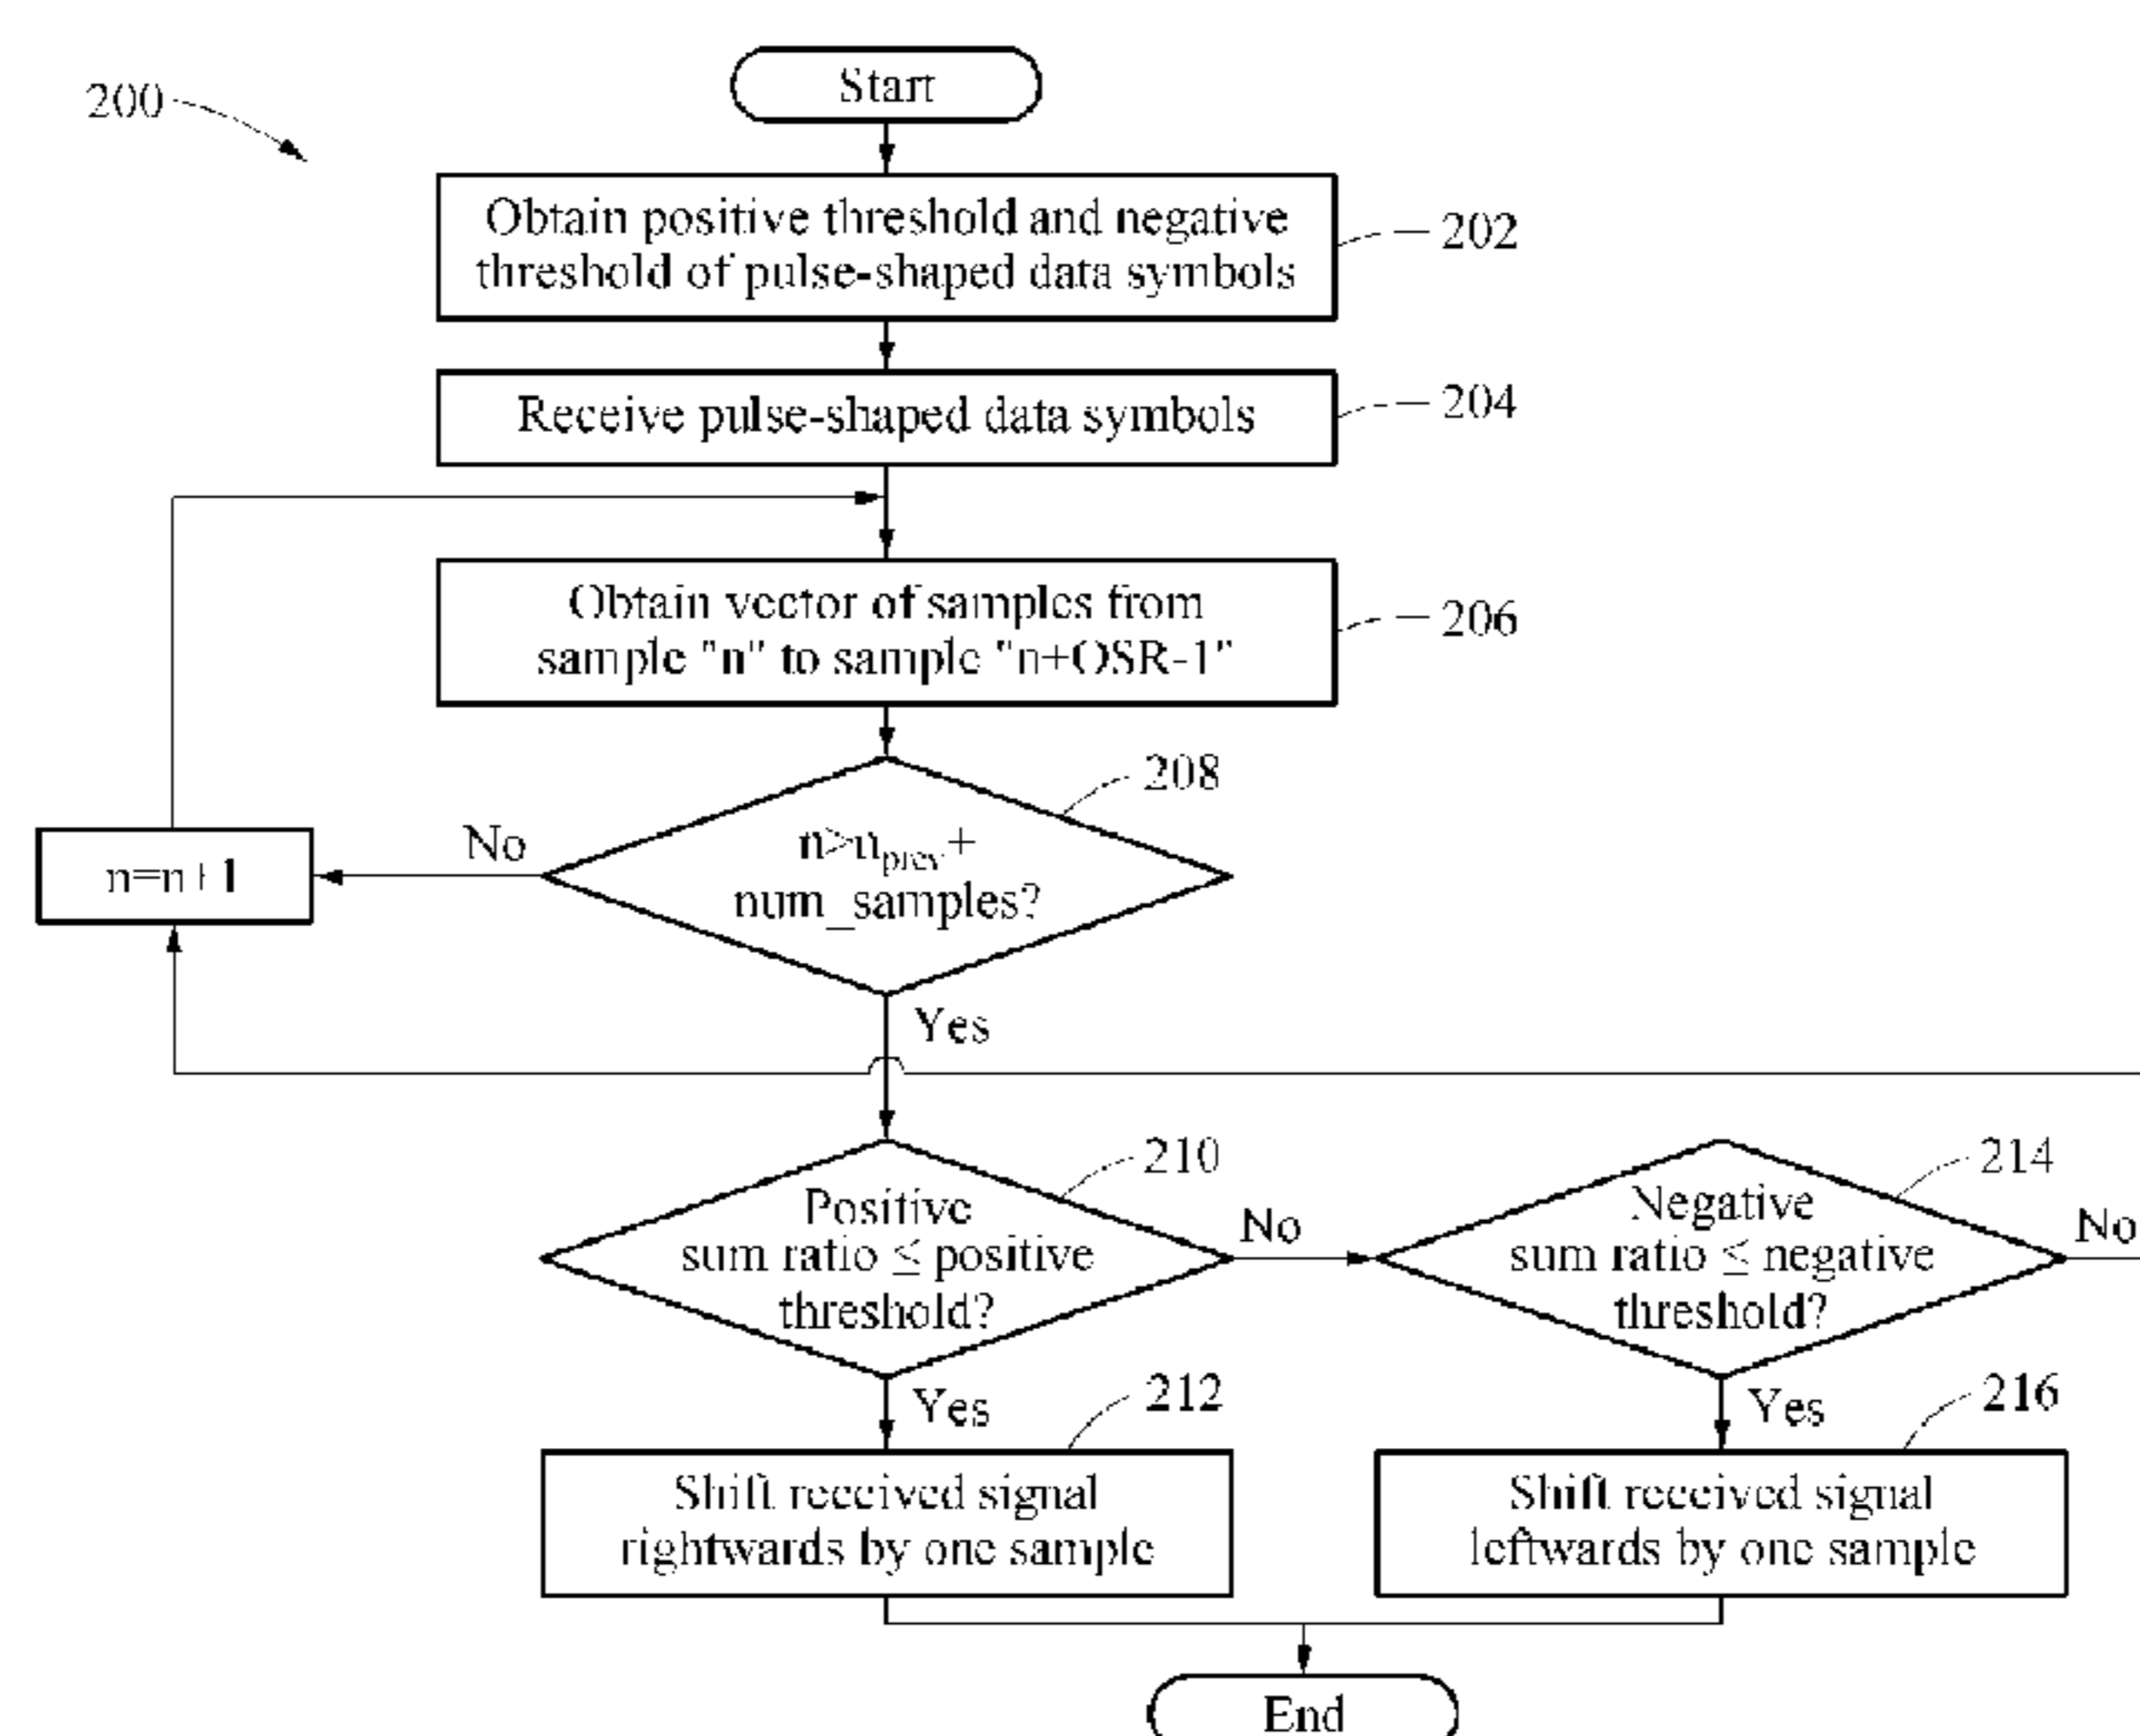 200
Start
Obtain positive threshold and negative
threshold of pulse-shaped data symbols
202
Receive pulse-shaped data symbols
204
Obtain vector of samples from
sample "n" to sample "n+OSR-1"
206
208
n>nprev+
num_samples?
No
n=n+1
Yes
210
Positive
sum ratio ≤ positive
threshold?
No
214
Negative
sum ratio ≤ negative
threshold?
No
Yes
212
Shift received signal
rightwards by one sample
Yes
216
Shift received signal
leftwards by one sample
End